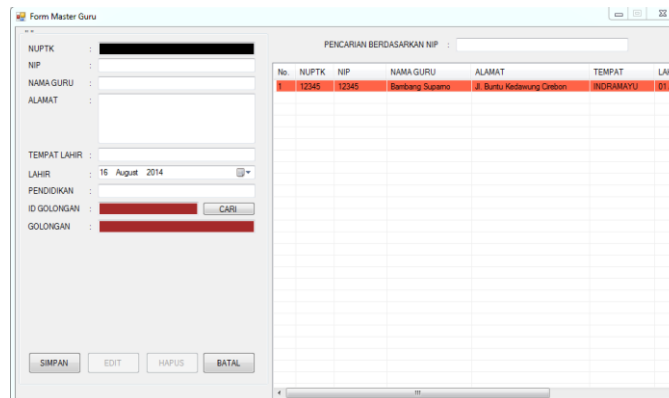 Form Master Guru
NUPTK :
NIP :
NAMA GURU :
ALAMAT :
TEMPAT LAHIR :
LAHIR : 16 August 2014
PENDIDIKAN :
ID GOLONGAN : CARI
GOLONGAN :
SIMPAN EDIT HAPUS BATAL
PENCARIAN BERDASARKAN NIP :
No. NUPTK NIP NAMA GURU ALAMAT TEMPAT LAH
1 12345 12345 Bambang Suparno Jl. Buntu Kedawung Cirebon INDRAMAYU 01